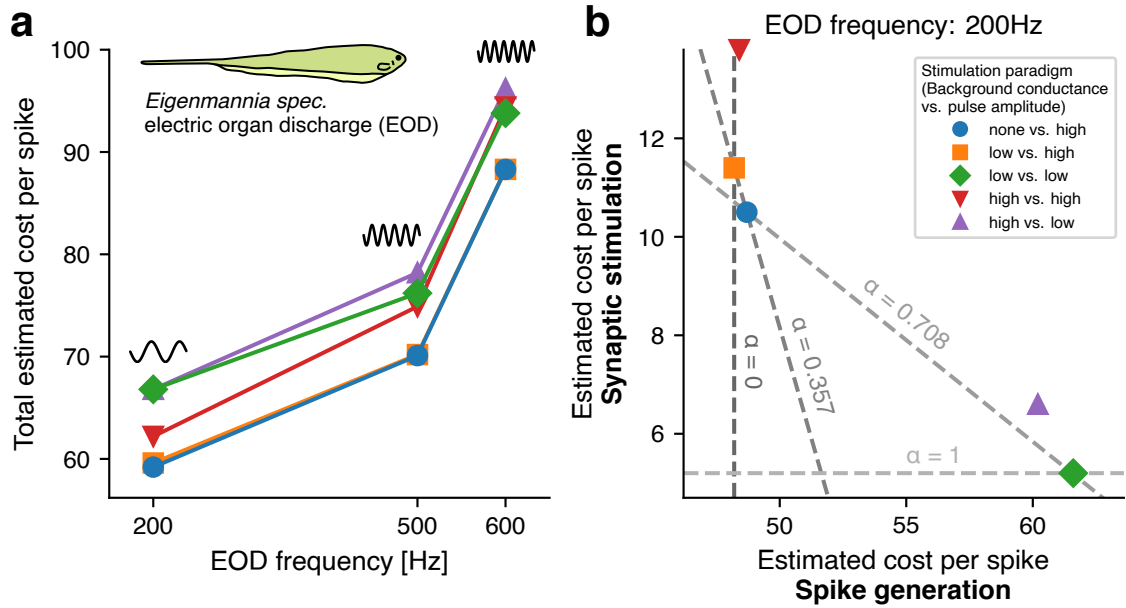 a
Total estimated cost per spike
100
90
80
70
60
Eigenmannia spec.
electric organ discharge (EOD)
200
500
600
EOD frequency [Hz]
b
EOD frequency: 200Hz
Estimated cost per spike
Synaptic stimulation
12
10
8
6
Stimulation paradigm
(Background conductance
vs. pulse amplitude)
none vs. high
low vs. high
low vs. low
high vs. high
high vs. low
α = 0
α = 0.357
α = 0.708
α = 1
50
55
60
Estimated cost per spike
Spike generation